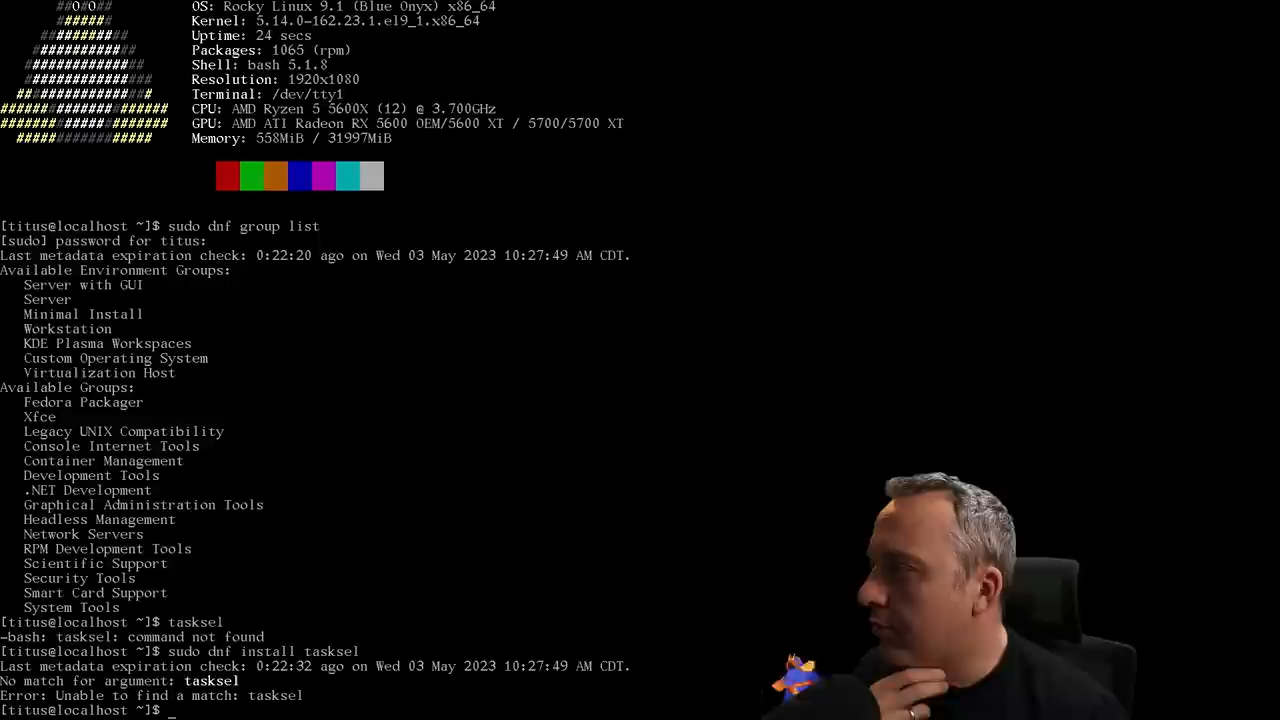 ##O#O##
OS: Rocky Linux 9.1 (Blue Onyx) x86_64
#######
Kernel: 5.14.0-162.23.1.el9_1.x86_64
###########
Uptime: 24 secs
#############
Packages: 1065 (rpm)
###############
Shell: bash 5.1.8
################
Resolution: 1920x1080
#################
Terminal: /dev/tty1
#####################
CPU: AMD Ryzen 5 5600X (12) @ 3.700GHz
#####################
GPU: AMD ATI Radeon RX 5600 OEM/5600 XT / 5700/5700 XT
#################
Memory: 558MiB / 31997MiB
[titus@localhost ~]$ sudo dnf group list
[sudo] password for titus:
Last metadata expiration check: 0:22:20 ago on Wed 03 May 2023 10:27:49 AM CDT.
Available Environment Groups:
Server with GUI
Server
Minimal Install
Workstation
KDE Plasma Workspaces
Custom Operating System
Virtualization Host
Available Groups:
Fedora Packager
Xfce
Legacy UNIX Compatibility
Console Internet Tools
Container Management
Development Tools
.NET Development
Graphical Administration Tools
Headless Management
Network Servers
RPM Development Tools
Scientific Support
Security Tools
Smart Card Support
System Tools
[titus@localhost ~]$ tasksel
-bash: tasksel: command not found
[titus@localhost ~]$ sudo dnf install tasksel
Last metadata expiration check: 0:22:32 ago on Wed 03 May 2023 10:27:49 AM CDT.
No match for argument: tasksel
Error: Unable to find a match: tasksel
[titus@localhost ~]$ _